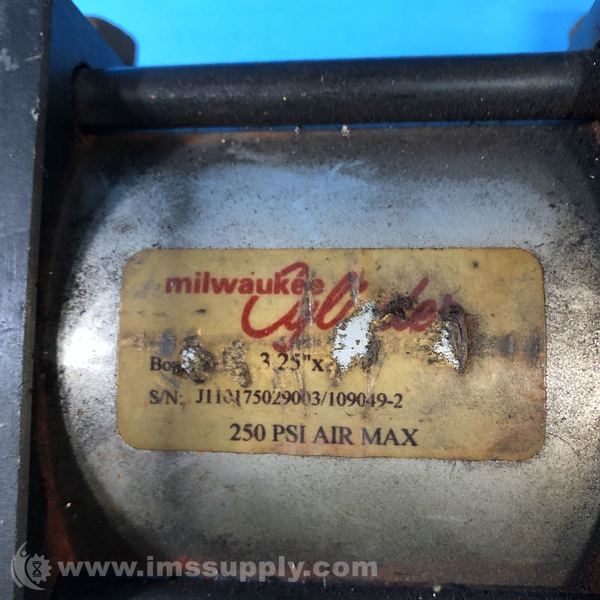 milwaukee
Cylinder
3.25"x
S/N: J110175029003/109049-2
250 PSI AIR MAX
www.imssupply.com